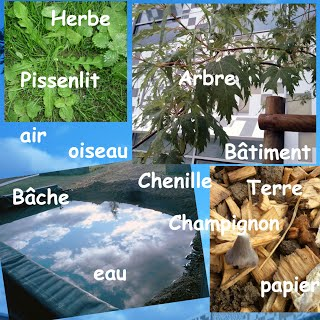 Herbe
Pissenlit
Arbre
air
oiseau
Bâtiment
Chenille
Terre
Bâche
Champignon
eau
papier